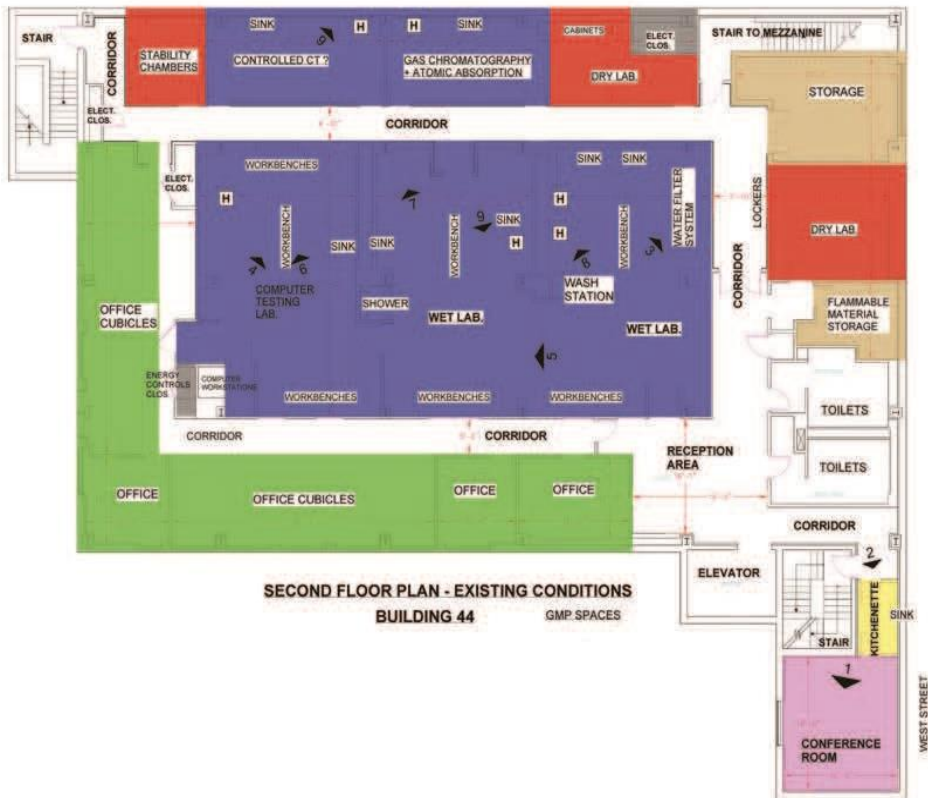 STAIR
CORRIDOR
STABILITY
CHAMBERS
SINK
H
H
SINK
CONTROLLED CT ?
GAS CHROMATOGRAPHY
+ ATOMIC ABSORPTION
CABINETS
ELECT.
CLOS.
DRY LAB.
STAIR TO MEZZANINE
STORAGE
ELECT.
CLOS.
CORRIDOR
ELECT.
CLOS.
WORKBENCHES
H
WORKBENCH
SINK
SINK
7
WORKBENCH
9
SINK
H
SINK
SINK
H
H
WORKBENCH
3
WATER FILTER
SYSTEM
LOCKERS
DRY LAB.
CORRIDOR
4
6
COMPUTER
TESTING
LAB.
8
WASH
STATION
SHOWER
WET LAB.
WET LAB.
5
FLAMMABLE
MATERIAL
STORAGE
OFFICE
CUBICLES
ENERGY
CONTROLS
CLOS.
COMPUTER
WORKSTATIONS
WORKBENCHES
WORKBENCHES
WORKBENCHES
TOILETS
CORRIDOR
CORRIDOR
RECEPTION
AREA
TOILETS
OFFICE
OFFICE CUBICLES
OFFICE
OFFICE
CORRIDOR
2
ELEVATOR
SECOND FLOOR PLAN - EXISTING CONDITIONS
BUILDING 44
GMP SPACES
STAIR
KITCHENETTE
SINK
1
CONFERENCE
ROOM
WEST STREET